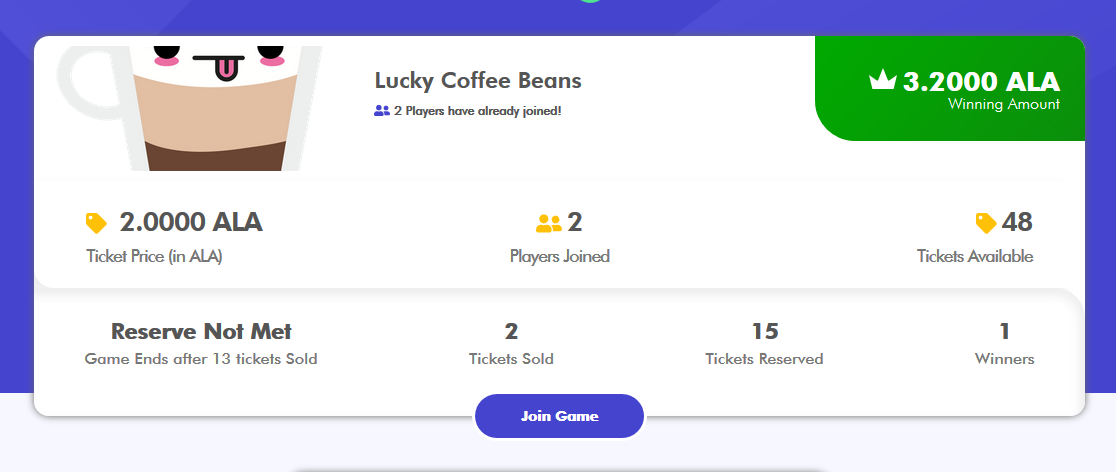 Lucky Coffee Beans
2 Players have already joined!
3.2000 ALA
Winning Amount
2.0000 ALA
Ticket Price (in ALA)
2
Players Joined
48
Tickets Available
Reserve Not Met
Game Ends after 13 tickets Sold
2
Tickets Sold
15
Tickets Reserved
1
Winners
Join Game